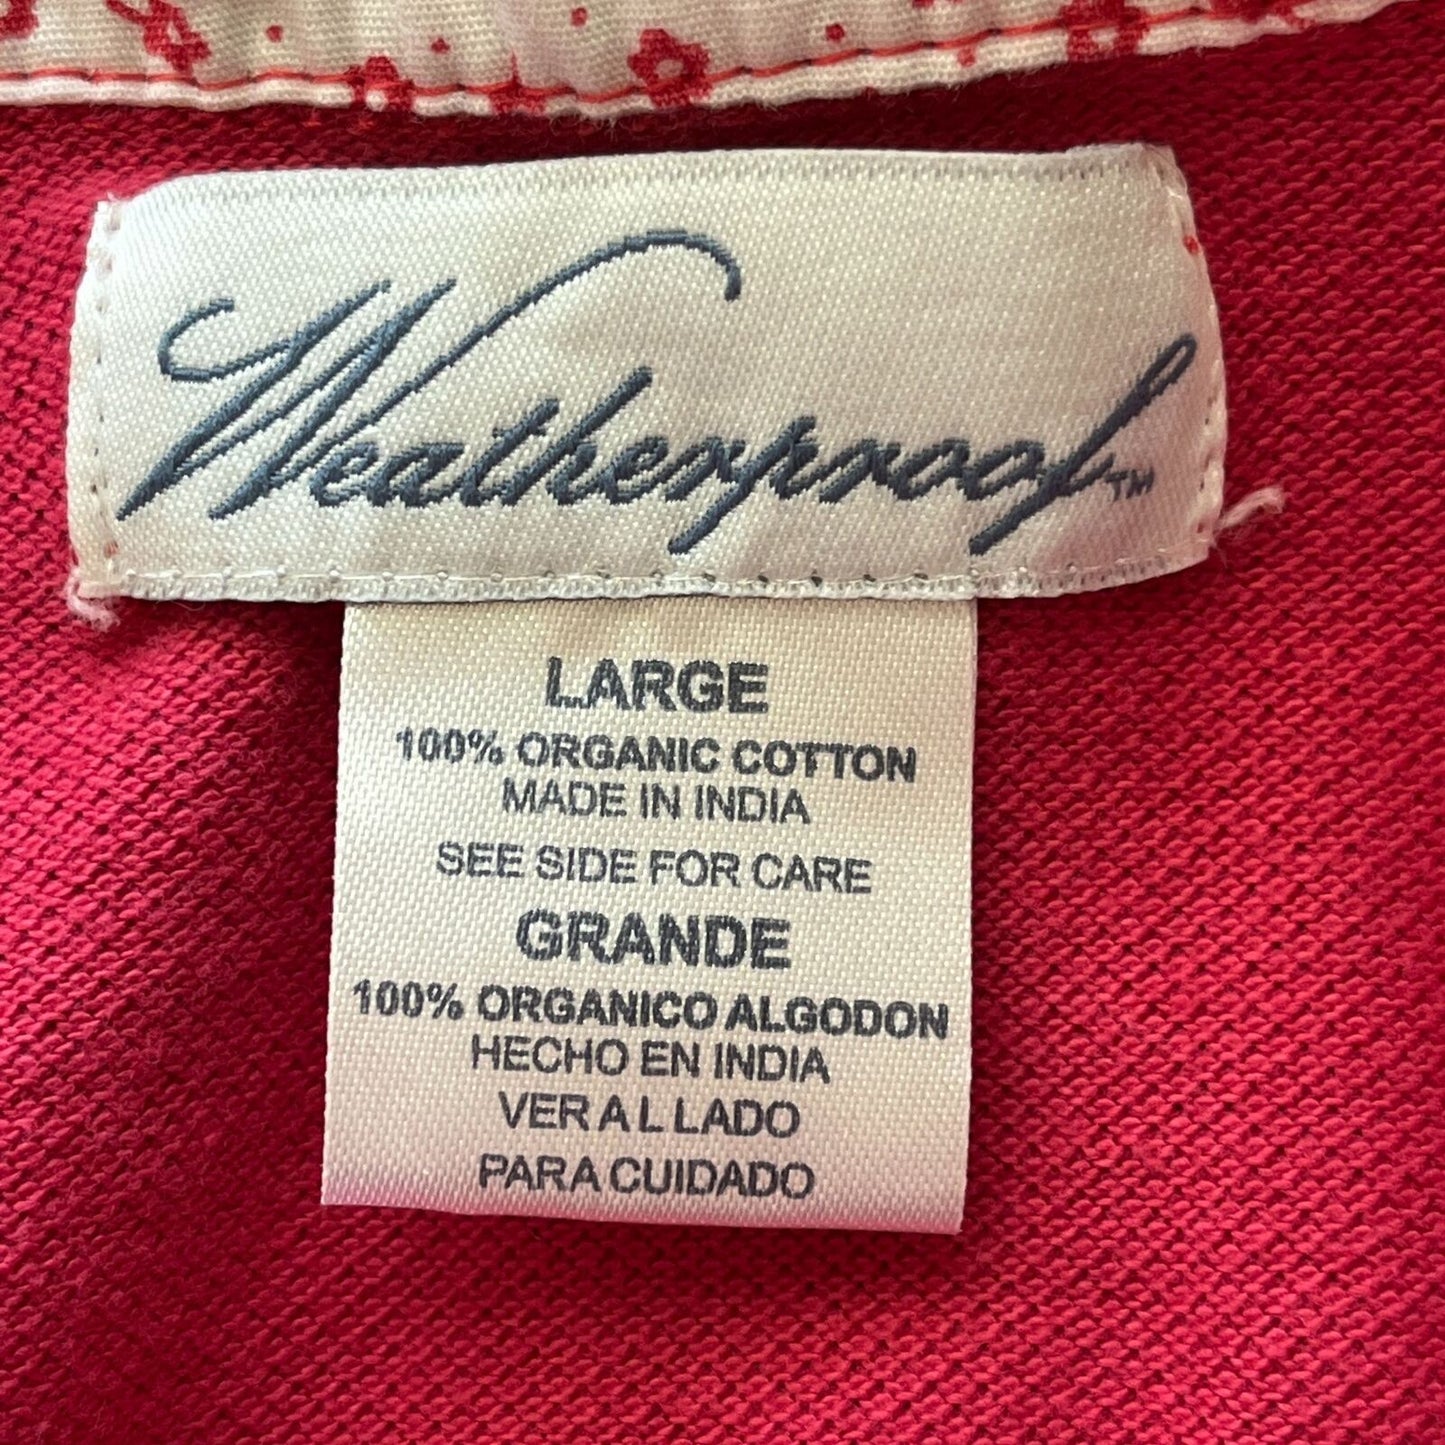 Weatherproof™
LARGE
100% ORGANIC COTTON
MADE IN INDIA
SEE SIDE FOR CARE
GRANDE
100% ORGANICO ALGODON
HECHO EN INDIA
VER AL LADO
PARA CUIDADO